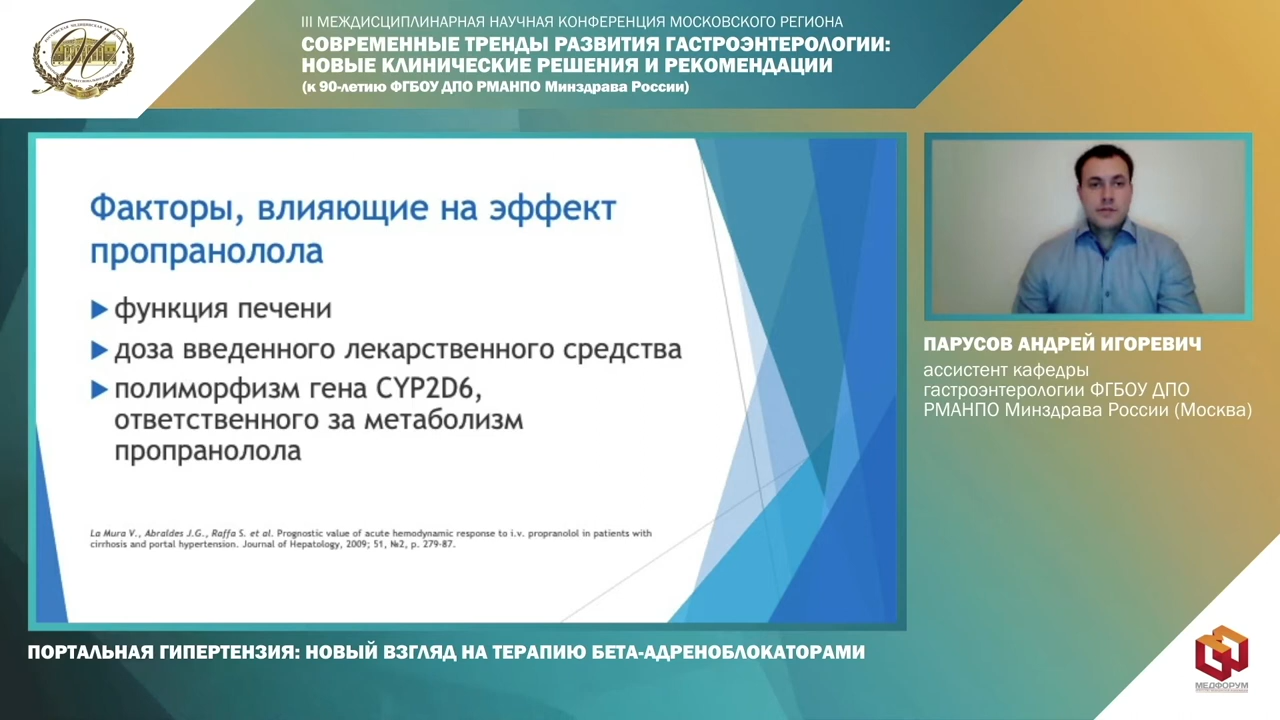 III МЕЖДИСЦИПЛИНАРНАЯ НАУЧНАЯ КОНФЕРЕНЦИЯ МОСКОВСКОГО РЕГИОНА
СОВРЕМЕННЫЕ ТРЕНДЫ РАЗВИТИЯ ГАСТРОЭНТЕРОЛОГИИ:
НОВЫЕ КЛИНИЧЕСКИЕ РЕШЕНИЯ И РЕКОМЕНДАЦИИ
(к 90-летию ФГБОУ ДПО РМАНПО Минздрава России)
Факторы, влияющие на эффект
пропранолола
функция печени
доза введенного лекарственного средства
полиморфизм гена CYP2D6,
ответственного за метаболизм
пропранолола
La Mura V., Abraldes J.G., Raffa S. et al. Prognostic value of acute hemodynamic response to i.v. propranolol in patients with
cirrhosis and portal hypertension. Journal of Hepatology, 2009; 51, №2, p. 279-87.
ПАРУСОВ АНДРЕЙ ИГОРЕВИЧ
ассистент кафедры
гастроэнтерологии ФГБОУ ДПО
РМАНПО Минздрава России (Москва)
ПОРТАЛЬНАЯ ГИПЕРТЕНЗИЯ: НОВЫЙ ВЗГЛЯД НА ТЕРАПИЮ БЕТА-АДРЕНОБЛОКАТОРАМИ
МЕДФОРУМ